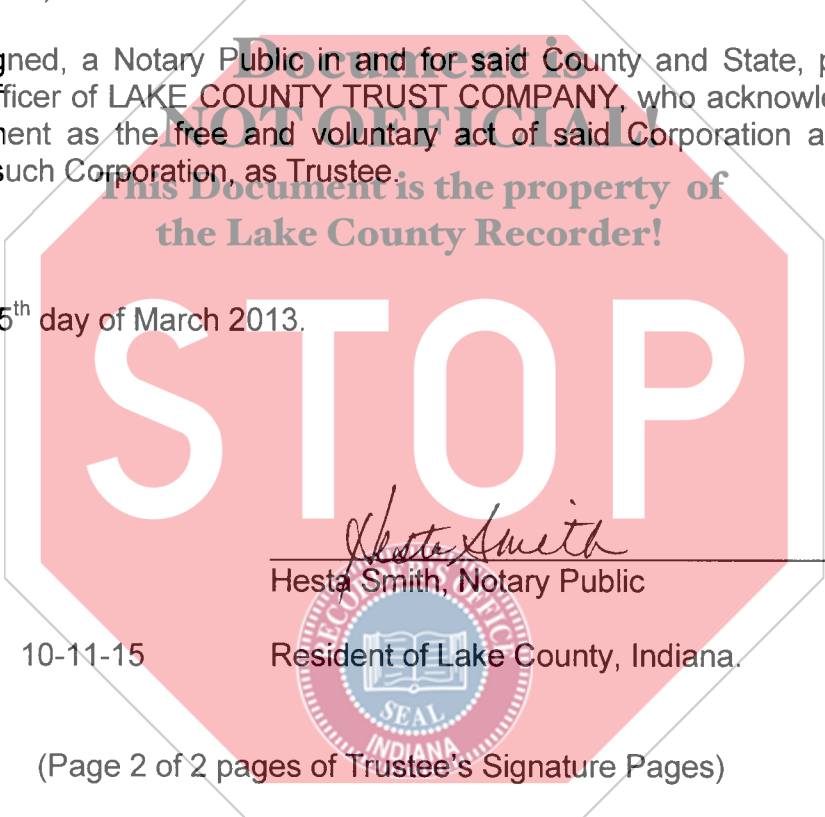 gned, a Notary Public in and for said County and State, p
fficer of LAKE COUNTY TRUST COMPANY, who acknowle
nent as the free and voluntary act of said Corporation a
such Corporation, as Trustee.
Document is
NOT OFFICIAL!
This Document is the property of
the Lake County Recorder!
5th day of March 2013.
STOP
Hesta Smith
Hesta Smith, Notary Public
10-11-15 Resident of Lake County, Indiana.
RECORDER'S OFFICE
SEAL
INDIANA
(Page 2 of 2 pages of Trustee's Signature Pages)